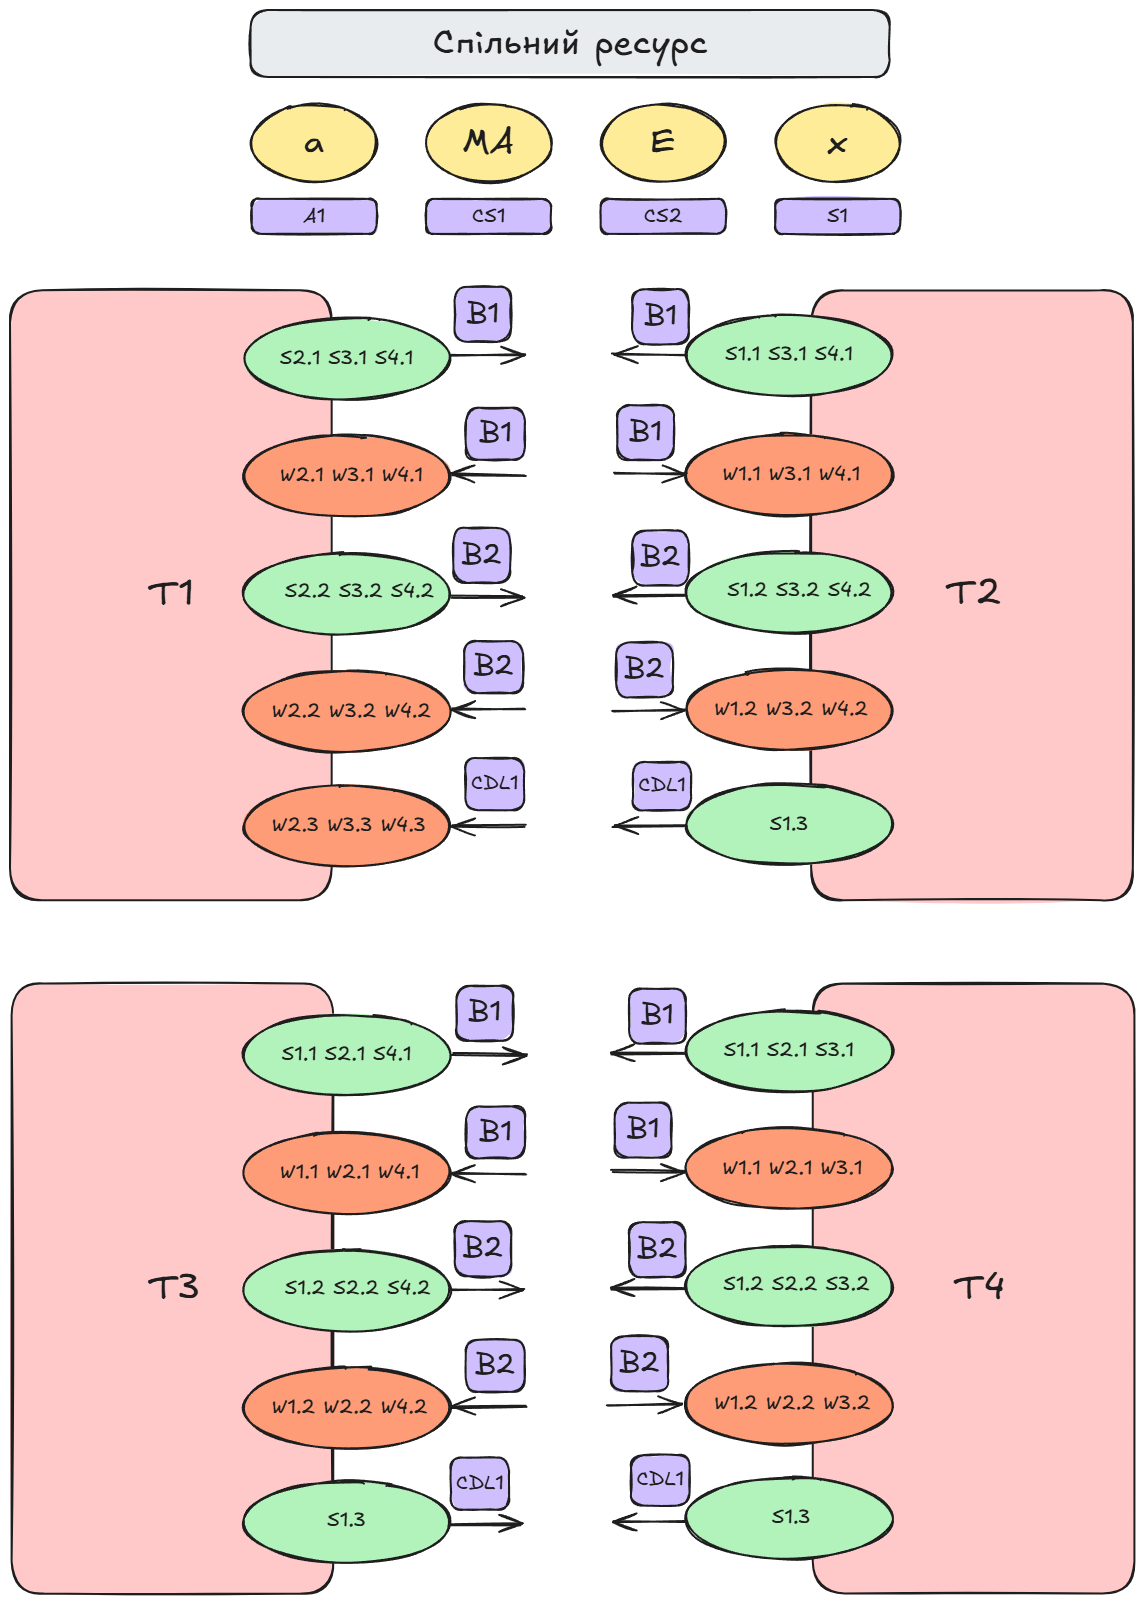 Спільний ресурс
a MA E x
A1 CS1 CS2 S1
T1
B1
S2.1 S3.1 S4.1
B1
W2.1 W3.1 W4.1
B2
S2.2 S3.2 S4.2
B2
W2.2 W3.2 W4.2
CDL1
W2.3 W3.3 W4.3
T2
B1
S1.1 S3.1 S4.1
B1
W1.1 W3.1 W4.1
B2
S1.2 S3.2 S4.2
B2
W1.2 W3.2 W4.2
CDL1
S1.3
T3
B1
S1.1 S2.1 S4.1
B1
W1.1 W2.1 W4.1
B2
S1.2 S2.2 S4.2
B2
W1.2 W2.2 W4.2
CDL1
S1.3
T4
B1
S1.1 S2.1 S3.1
B1
W1.1 W2.1 W3.1
B2
S1.2 S2.2 S3.2
B2
W1.2 W2.2 W3.2
CDL1
S1.3